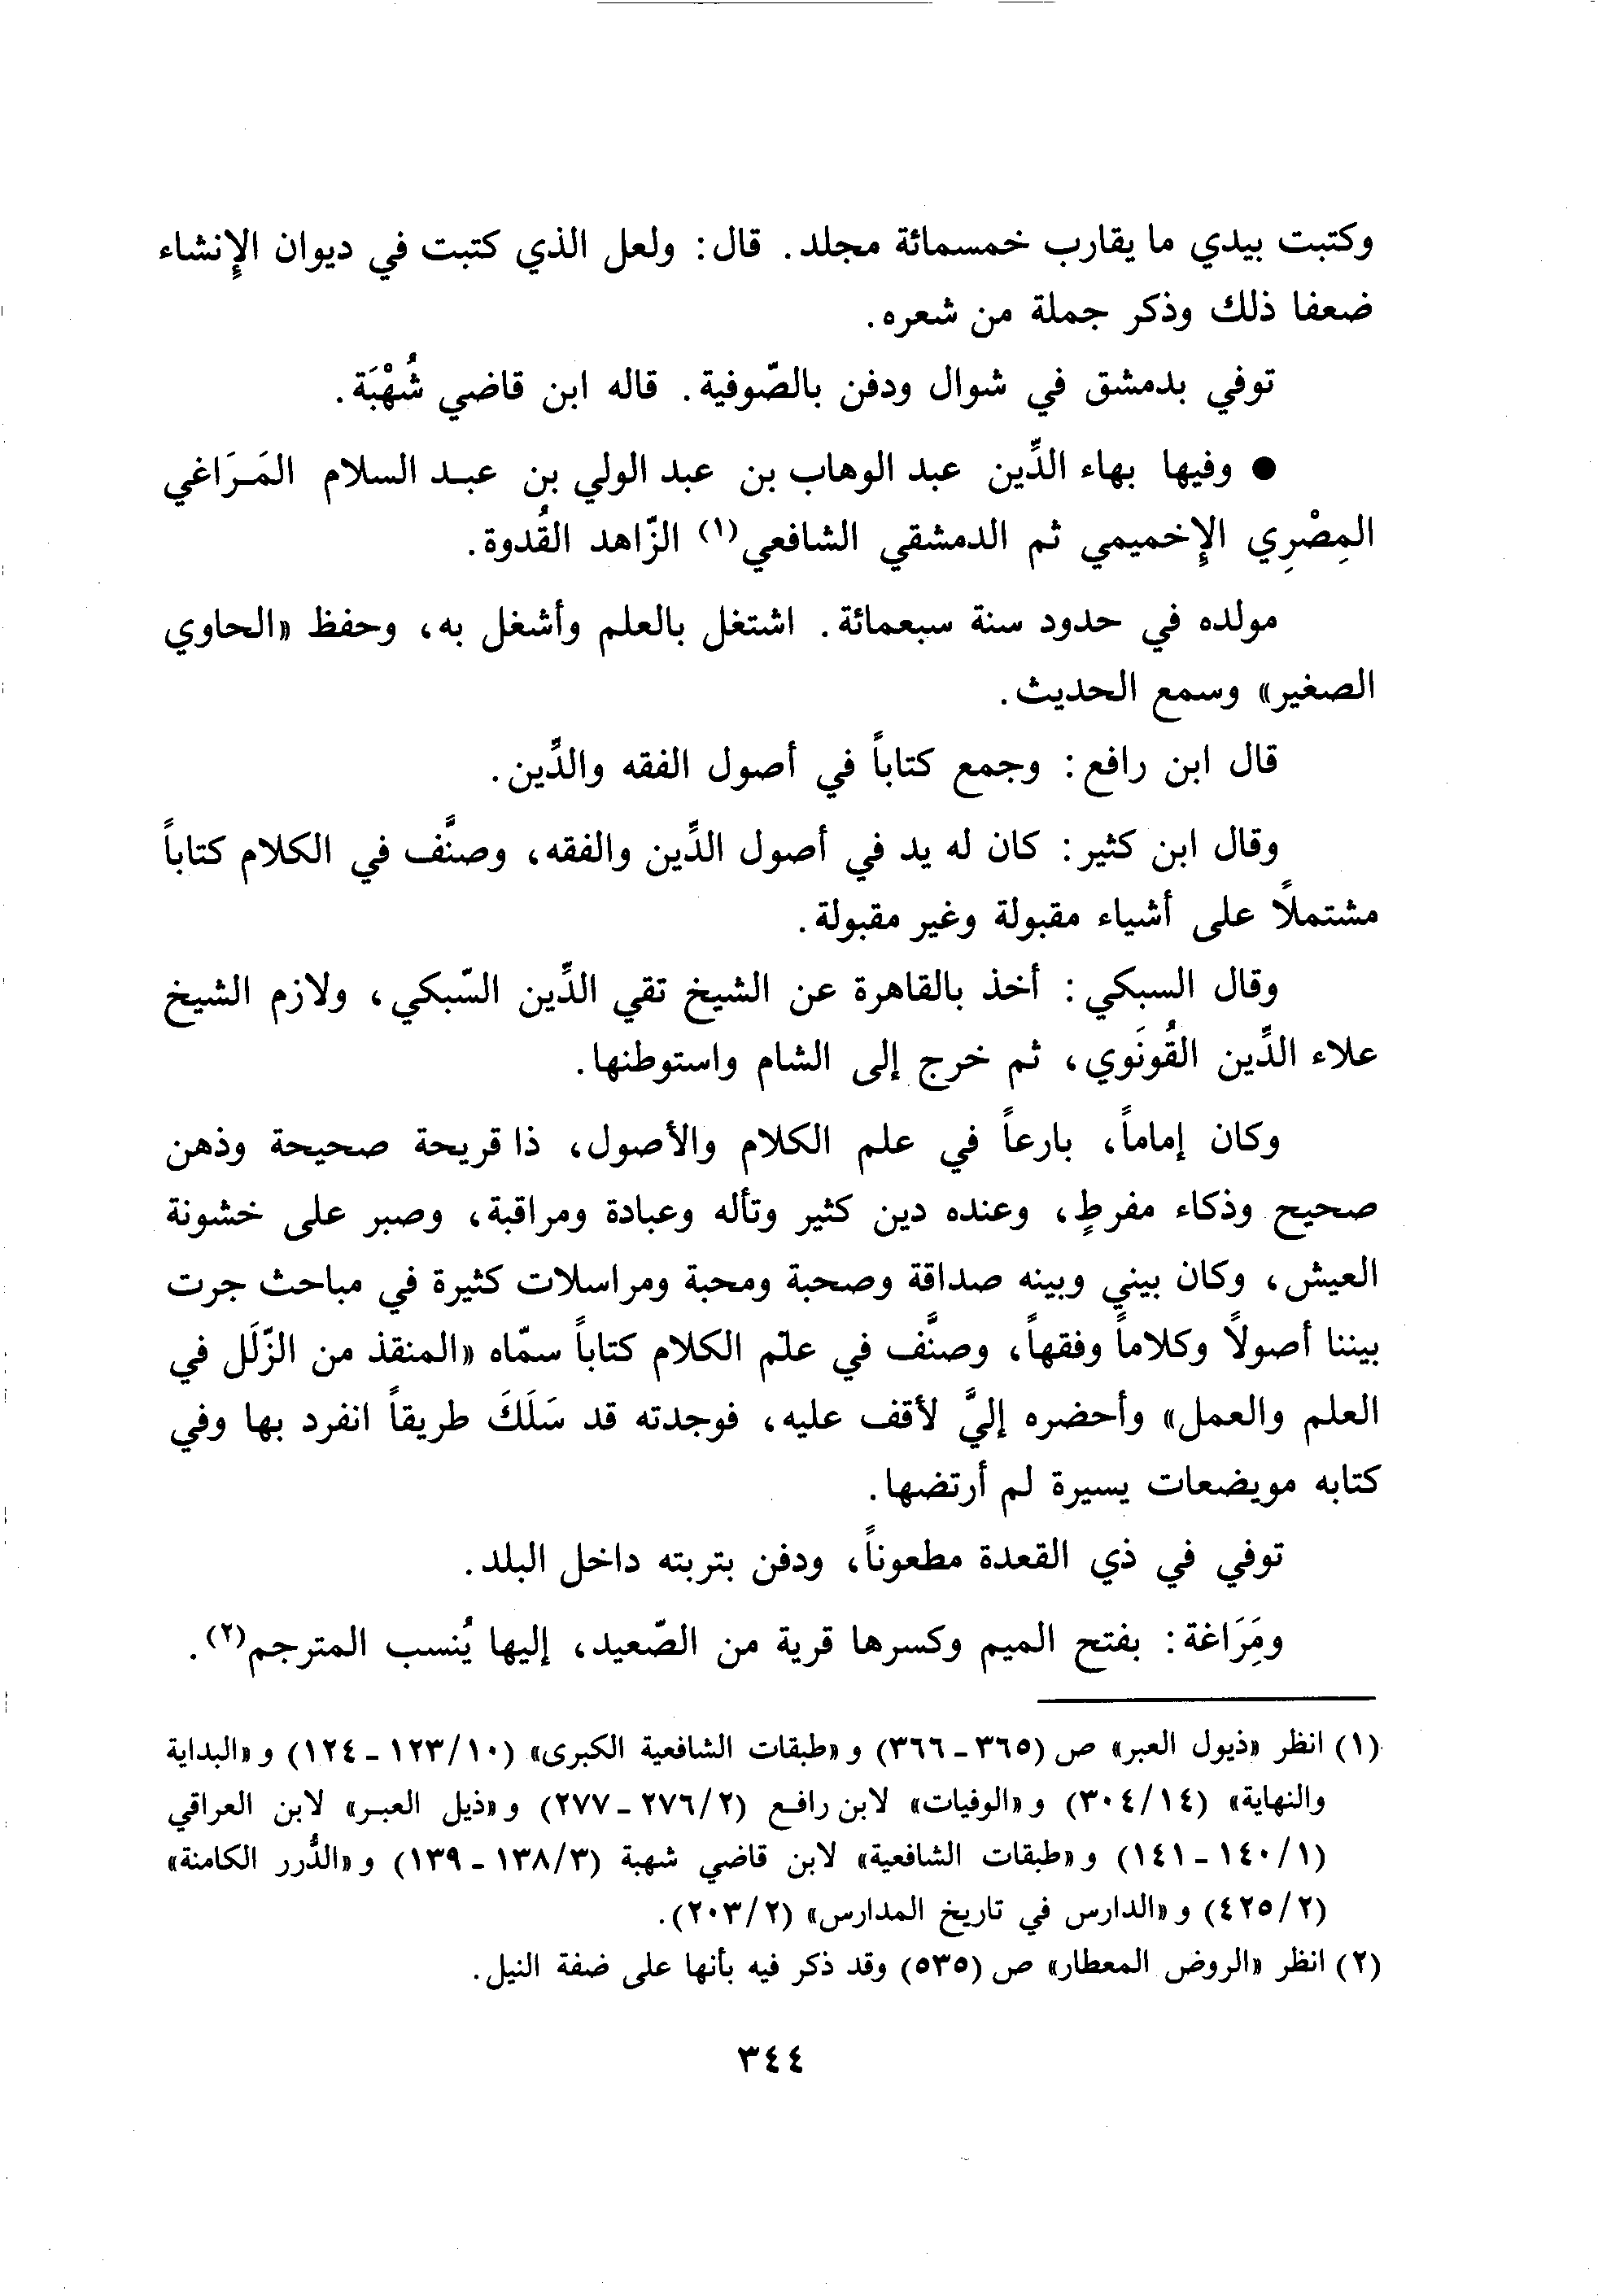 وكتبت بيدي ما يقارب خمسمائة مجلد. قال: ولعل الذي كتبت في ديوان الإنشاء
ضعفا ذلك وذكر جملة من شعره.
توفي بدمشق في شوال ودفن بالصّوفية. قاله ابن قاضي شُهْبَة.
● وفيها بهاء الدِّين عبد الوهاب بن عبد الولي بن عبد السلام المَرَاغي
المِصْرِي الإخميمي ثم الدمشقي الشافعي(١) الزّاهد القُدوة.
مولده في حدود سنة سبعمائة. اشتغل بالعلم وأشغل به، وحفظ «الحاوي
الصغير» وسمع الحديث.
قال ابن رافع: وجمع كتاباً في أصول الفقه والدِّين.
وقال ابن كثير: كان له يد في أصول الدِّين والفقه، وصنَّف في الكلام كتاباً
مشتملاً على أشياء مقبولة وغير مقبولة.
وقال السبكي: أخذ بالقاهرة عن الشيخ تقي الدِّين السّبكي، ولازم الشيخ
علاء الدِّين القُونَوي، ثم خرج إلى الشام واستوطنها.
وكان إماماً، بارعاً في علم الكلام والأصول، ذا قريحة صحيحة وذهن
صحيح وذكاء مفرطٍ، وعنده دين كثير وتأله وعبادة ومراقبة، وصبر على خشونة
العيش، وكان بيني وبينه صداقة وصحبة ومحبة ومراسلات كثيرة في مباحث جرت
بيننا أصولاً وكلاماً وفقهاً، وصنَّف في علم الكلام كتاباً سمّاه «المنقذ من الزّلَل في
العلم والعمل» وأحضره إليَّ لأقف عليه، فوجدته قد سَلَكَ طريقاً انفرد بها وفي
كتابه مويضعات يسيرة لم أرتضها.
توفي في ذي القعدة مطعوناً، ودفن بتربته داخل البلد.
ومَِرَاغة: بفتح الميم وكسرها قرية من الصّعيد، إليها يُنسب المترجم(٢).
(١) انظر «ذيول العبر» ص (٣٦٥ - ٣٦٦) و«طبقات الشافعية الكبرى» (١٠/١٢٣ - ١٢٤) و«البداية
والنهاية» (١٤/٣٠٤) و«الوفيات» لابن رافع (٢/٢٧٦ - ٢٧٧) و«ذيل العبر» لابن العراقي
(١/١٤٠ - ١٤١) و«طبقات الشافعية» لابن قاضي شهبة (٣/١٣٨ - ١٣٩) و«الدُّرر الكامنة»
(٢/٤٢٥) و«الدارس في تاريخ المدارس» (٢/٢٠٣).
(٢) انظر «الروض المعطار» ص (٥٣٥) وقد ذكر فيه بأنها على ضفة النيل.
٣٤٤